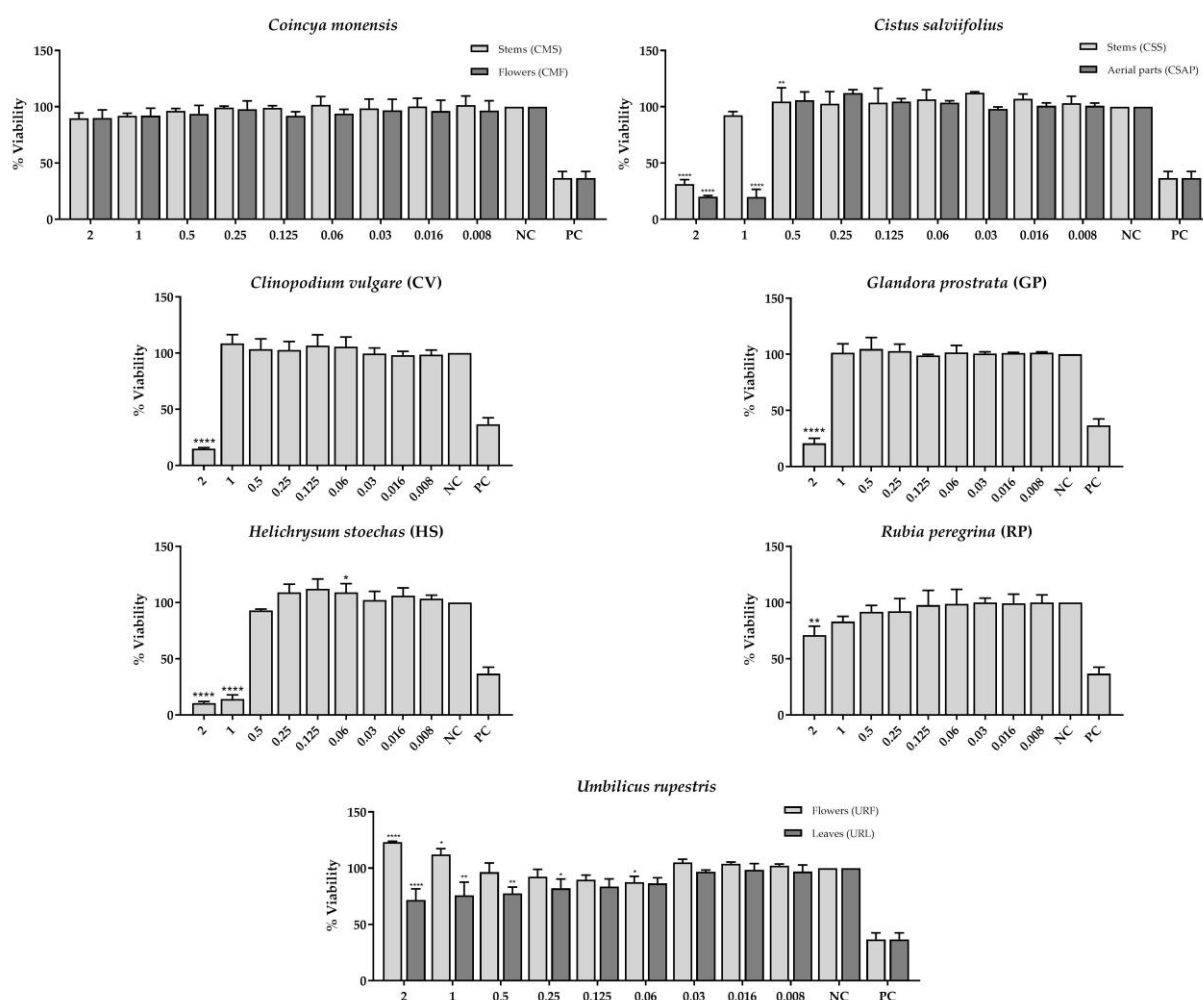 Coincya monensis
Stems (CMS)
Flowers (CMF)
% Viability
150
100
50
0
2 1 0.5 0.25 0.125 0.06 0.03 0.016 0.008 NC PC
Cistus salviifolius
Stems (CSS)
Aerial parts (CSAP)
% Viability
150
100
50
0
**
**** **** ****
2 1 0.5 0.25 0.125 0.06 0.03 0.016 0.008 NC PC
Clinopodium vulgare (CV)
% Viability
150
100
50
0
****
2 1 0.5 0.25 0.125 0.06 0.03 0.016 0.008 NC PC
Glandora prostrata (GP)
% Viability
150
100
50
0
****
2 1 0.5 0.25 0.125 0.06 0.03 0.016 0.008 NC PC
Helichrysum stoechas (HS)
% Viability
150
100
50
0
*
**** ****
2 1 0.5 0.25 0.125 0.06 0.03 0.016 0.008 NC PC
Rubia peregrina (RP)
% Viability
150
100
50
0
**
2 1 0.5 0.25 0.125 0.06 0.03 0.016 0.008 NC PC
Umbilicus rupestris
Flowers (URF)
Leaves (URL)
% Viability
150
100
50
0
**** * *
**** ** ** *
2 1 0.5 0.25 0.125 0.06 0.03 0.016 0.008 NC PC